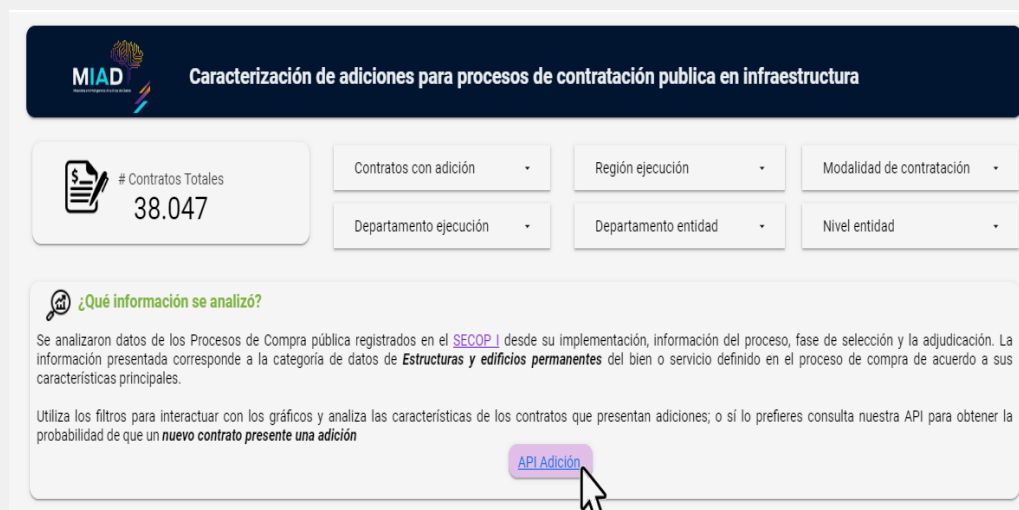 MIAD
Caracterización de adiciones para procesos de contratación publica en infraestructura
# Contratos Totales
38.047
Contratos con adición
Región ejecución
Modalidad de contratación
Departamento ejecución
Departamento entidad
Nivel entidad
¿Qué información se analizó?
Se analizaron datos de los Procesos de Compra pública registrados en el SECOP I desde su implementación, información del proceso, fase de selección y la adjudicación. La
información presentada corresponde a la categoría de datos de Estructuras y edificios permanentes del bien o servicio definido en el proceso de compra de acuerdo a sus
características principales.
Utiliza los filtros para interactuar con los gráficos y analiza las características de los contratos que presentan adiciones; o sí lo prefieres consulta nuestra API para obtener la
probabilidad de que un nuevo contrato presente una adición
API Adición